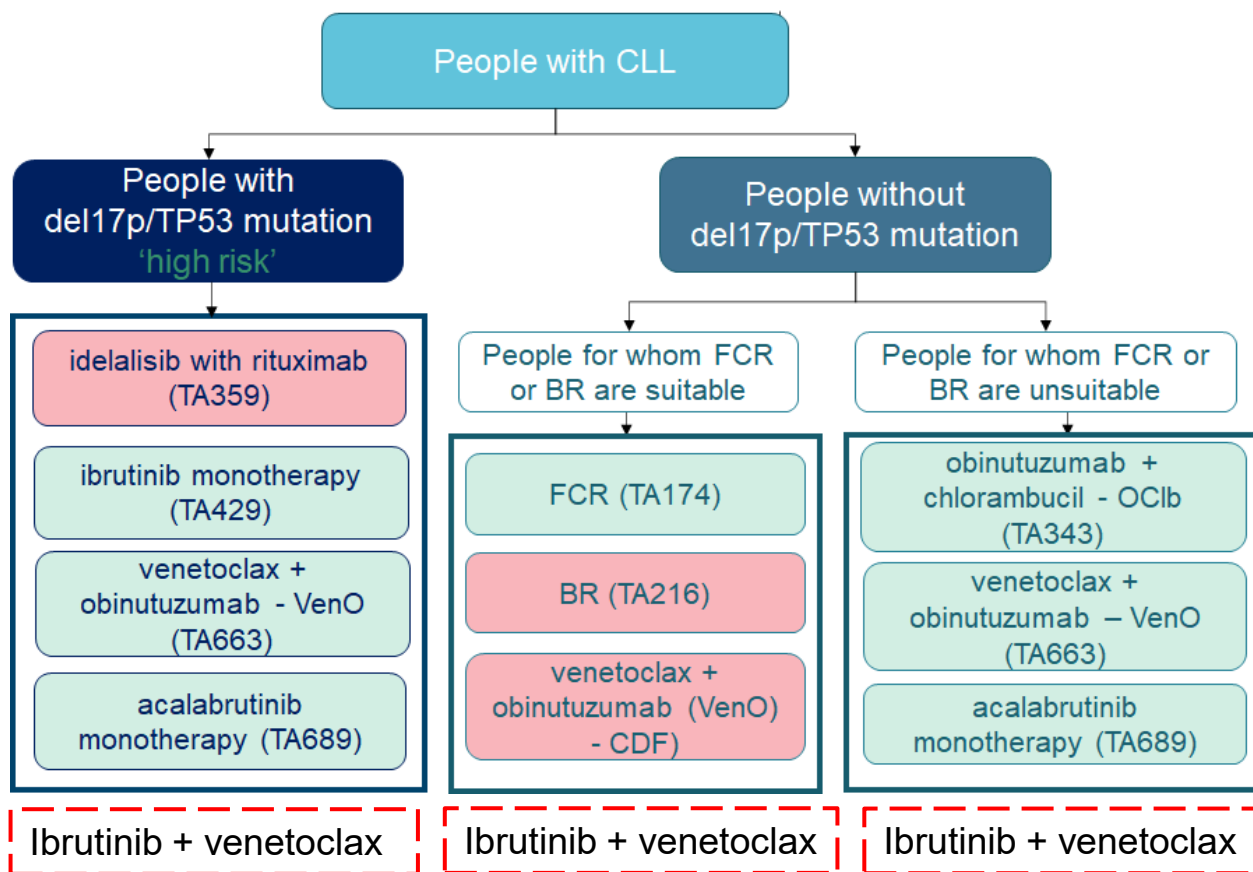 People with CLL
People with
del17p/TP53 mutation
‘high risk’
People without
del17p/TP53 mutation
idelalisib with rituximab
(TA359)
ibrutinib monotherapy
(TA429)
venetoclax +
obinutuzumab - VenO
(TA663)
acalabrutinib
monotherapy (TA689)
People for whom FCR
or BR are suitable
FCR (TA174)
BR (TA216)
venetoclax +
obinutuzumab (VenO)
- CDF)
People for whom FCR or
BR are unsuitable
obinutuzumab +
chlorambucil - OClb
(TA343)
venetoclax +
obinutuzumab – VenO
(TA663)
acalabrutinib
monotherapy (TA689)
Ibrutinib + venetoclax
Ibrutinib + venetoclax
Ibrutinib + venetoclax